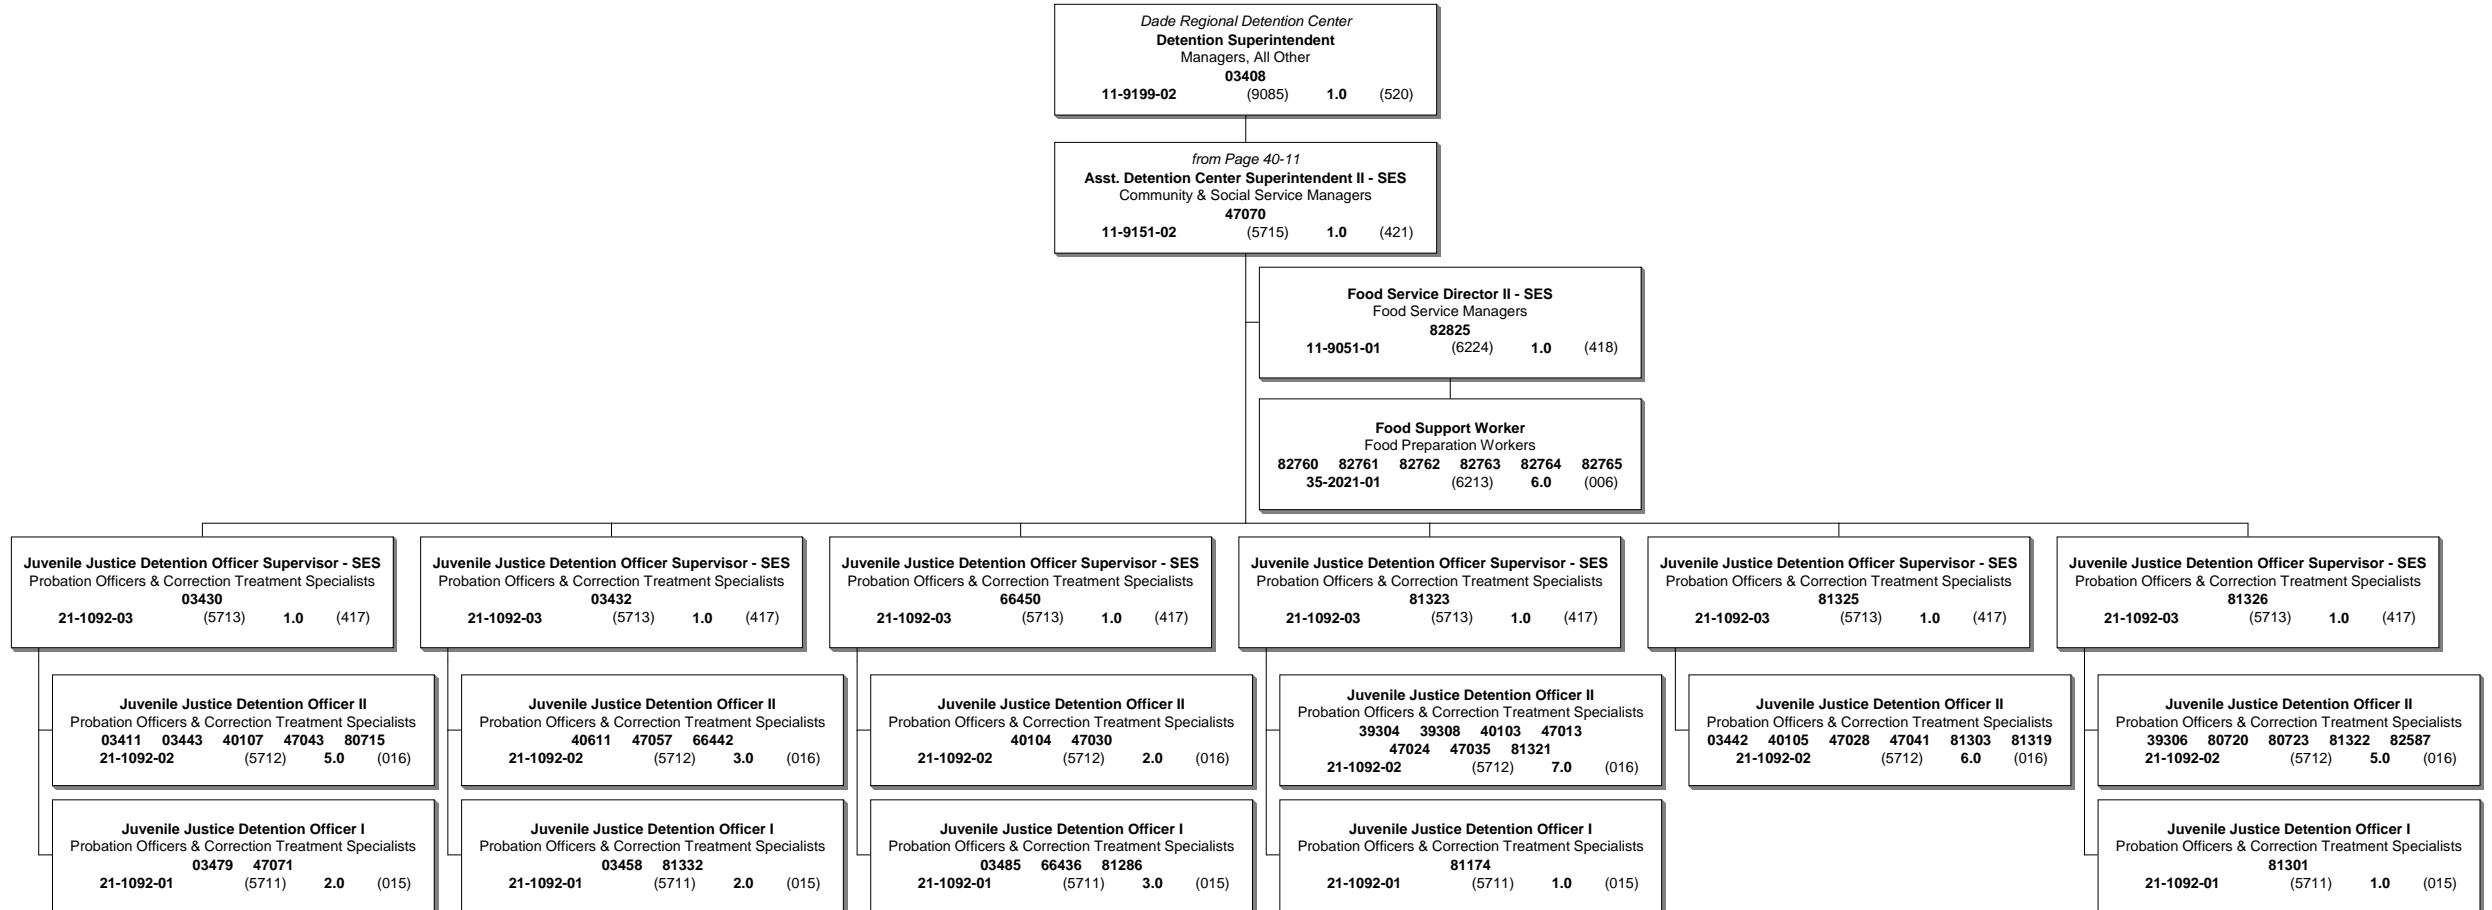 Dade Regional Detention Center
Detention Superintendent
Managers, All Other
03408
11-9199-02 (9085) 1.0 (520)
from Page 40-11
Asst. Detention Center Superintendent II - SES
Community & Social Service Managers
47070
11-9151-02 (5715) 1.0 (421)
Food Service Director II - SES
Food Service Managers
82825
11-9051-01 (6224) 1.0 (418)
Food Support Worker
Food Preparation Workers
82760 82761 82762 82763 82764 82765
35-2021-01 (6213) 6.0 (006)
Juvenile Justice Detention Officer Supervisor - SES
Probation Officers & Correction Treatment Specialists
03430
21-1092-03 (5713) 1.0 (417)
Juvenile Justice Detention Officer II
Probation Officers & Correction Treatment Specialists
03411 03443 40107 47043 80715
21-1092-02 (5712) 5.0 (016)
Juvenile Justice Detention Officer I
Probation Officers & Correction Treatment Specialists
03479 47071
21-1092-01 (5711) 2.0 (015)
Juvenile Justice Detention Officer Supervisor - SES
Probation Officers & Correction Treatment Specialists
03432
21-1092-03 (5713) 1.0 (417)
Juvenile Justice Detention Officer II
Probation Officers & Correction Treatment Specialists
40611 47057 66442
21-1092-02 (5712) 3.0 (016)
Juvenile Justice Detention Officer I
Probation Officers & Correction Treatment Specialists
03458 81332
21-1092-01 (5711) 2.0 (015)
Juvenile Justice Detention Officer Supervisor - SES
Probation Officers & Correction Treatment Specialists
66450
21-1092-03 (5713) 1.0 (417)
Juvenile Justice Detention Officer II
Probation Officers & Correction Treatment Specialists
40104 47030
21-1092-02 (5712) 2.0 (016)
Juvenile Justice Detention Officer I
Probation Officers & Correction Treatment Specialists
03485 66436 81286
21-1092-01 (5711) 3.0 (015)
Juvenile Justice Detention Officer Supervisor - SES
Probation Officers & Correction Treatment Specialists
81323
21-1092-03 (5713) 1.0 (417)
Juvenile Justice Detention Officer II
Probation Officers & Correction Treatment Specialists
39304 39308 40103 47013
47024 47035 81321
21-1092-02 (5712) 7.0 (016)
Juvenile Justice Detention Officer I
Probation Officers & Correction Treatment Specialists
81174
21-1092-01 (5711) 1.0 (015)
Juvenile Justice Detention Officer Supervisor - SES
Probation Officers & Correction Treatment Specialists
81325
21-1092-03 (5713) 1.0 (417)
Juvenile Justice Detention Officer II
Probation Officers & Correction Treatment Specialists
03442 40105 47028 47041 81303 81319
21-1092-02 (5712) 6.0 (016)
Juvenile Justice Detention Officer Supervisor - SES
Probation Officers & Correction Treatment Specialists
81326
21-1092-03 (5713) 1.0 (417)
Juvenile Justice Detention Officer II
Probation Officers & Correction Treatment Specialists
39306 80720 80723 81322 82587
21-1092-02 (5712) 5.0 (016)
Juvenile Justice Detention Officer I
Probation Officers & Correction Treatment Specialists
81301
21-1092-01 (5711) 1.0 (015)